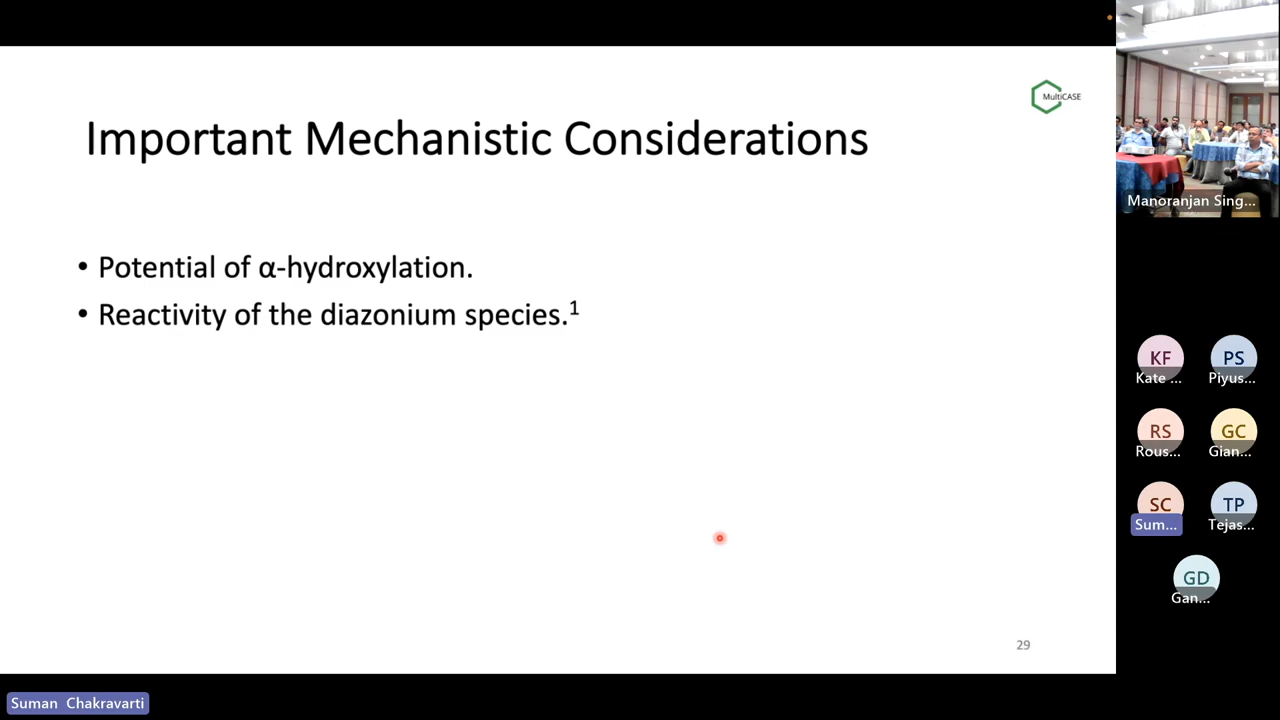 MultiCASE
Important Mechanistic Considerations
• Potential of α-hydroxylation.
• Reactivity of the diazonium species.¹
29
Suman Chakravarti
Manoranjan Sing...
KF
Kate ...
PS
Piyus...
RS
Rous...
GC
Gian...
SC
Sum...
TP
Tejas...
GD
Gan...